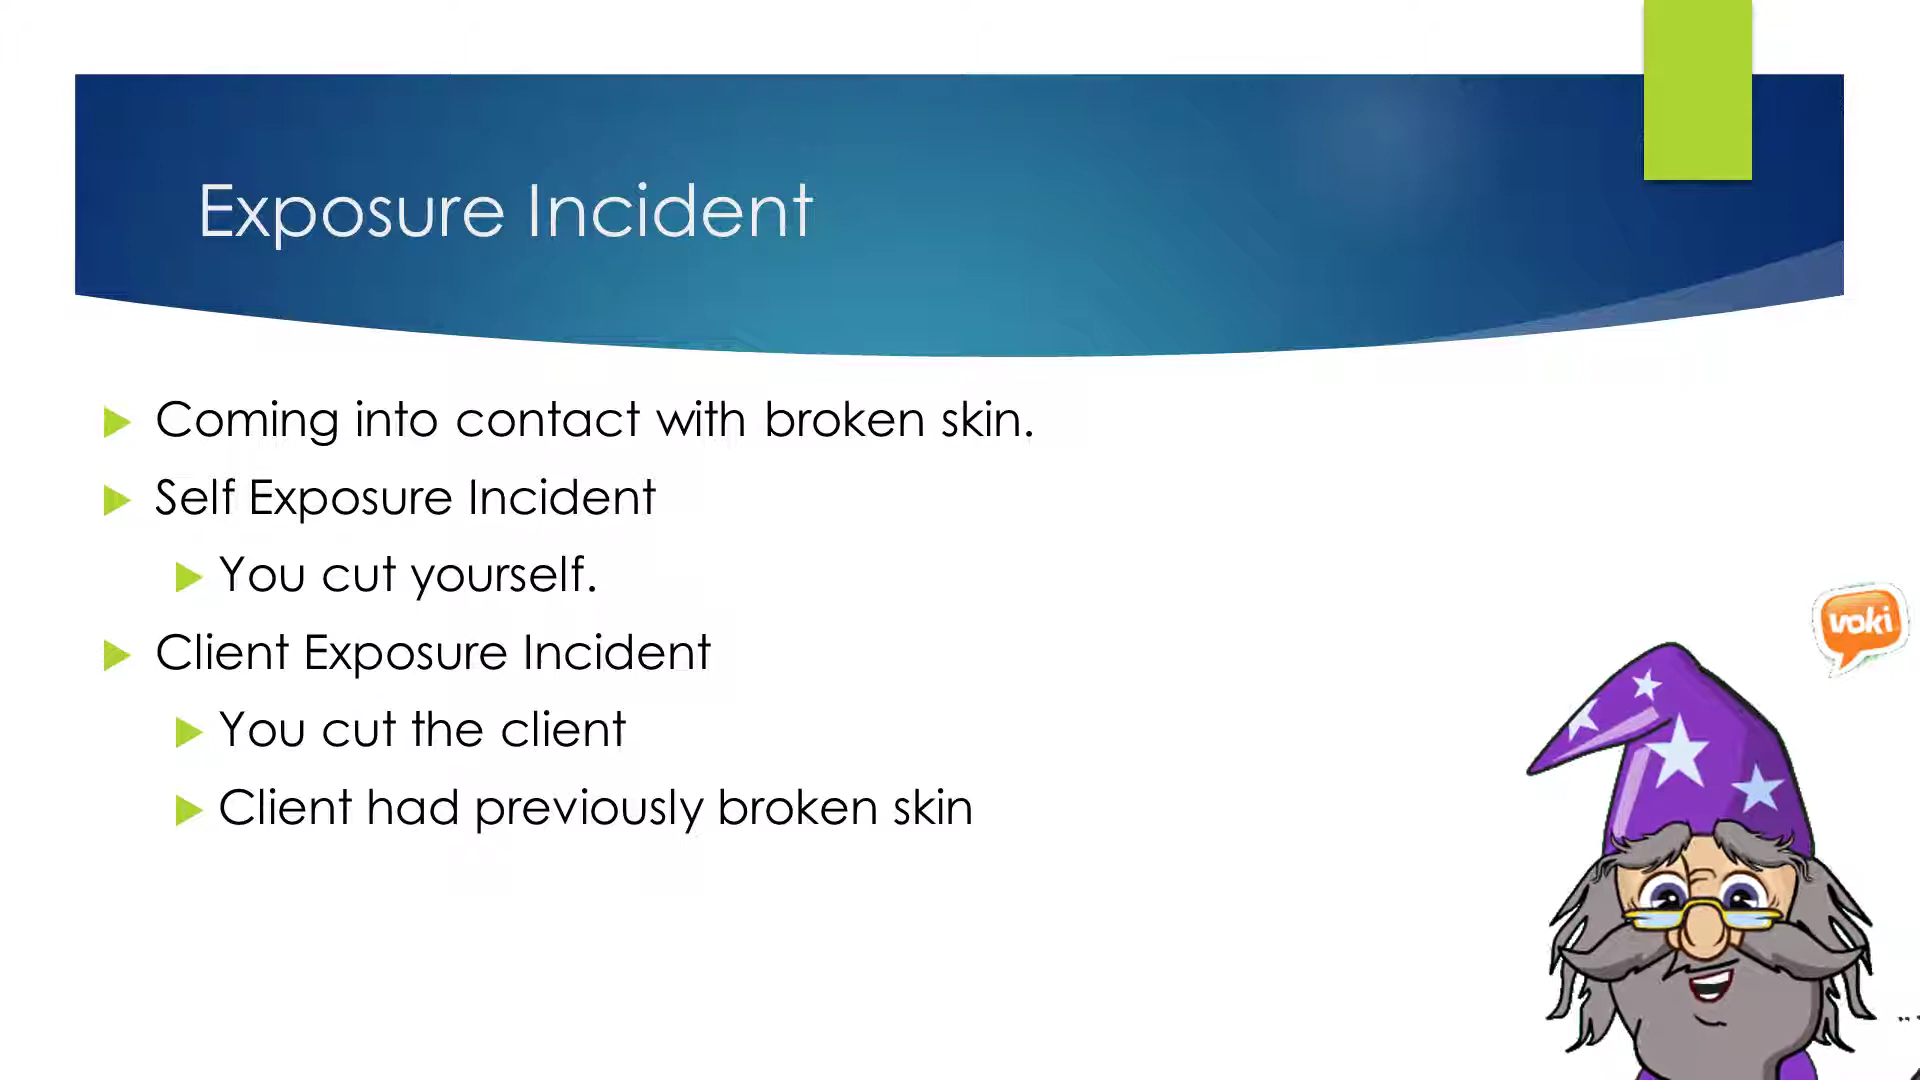 Exposure Incident
Coming into contact with broken skin.
Self Exposure Incident
You cut yourself.
Client Exposure Incident
You cut the client
Client had previously broken skin
voki